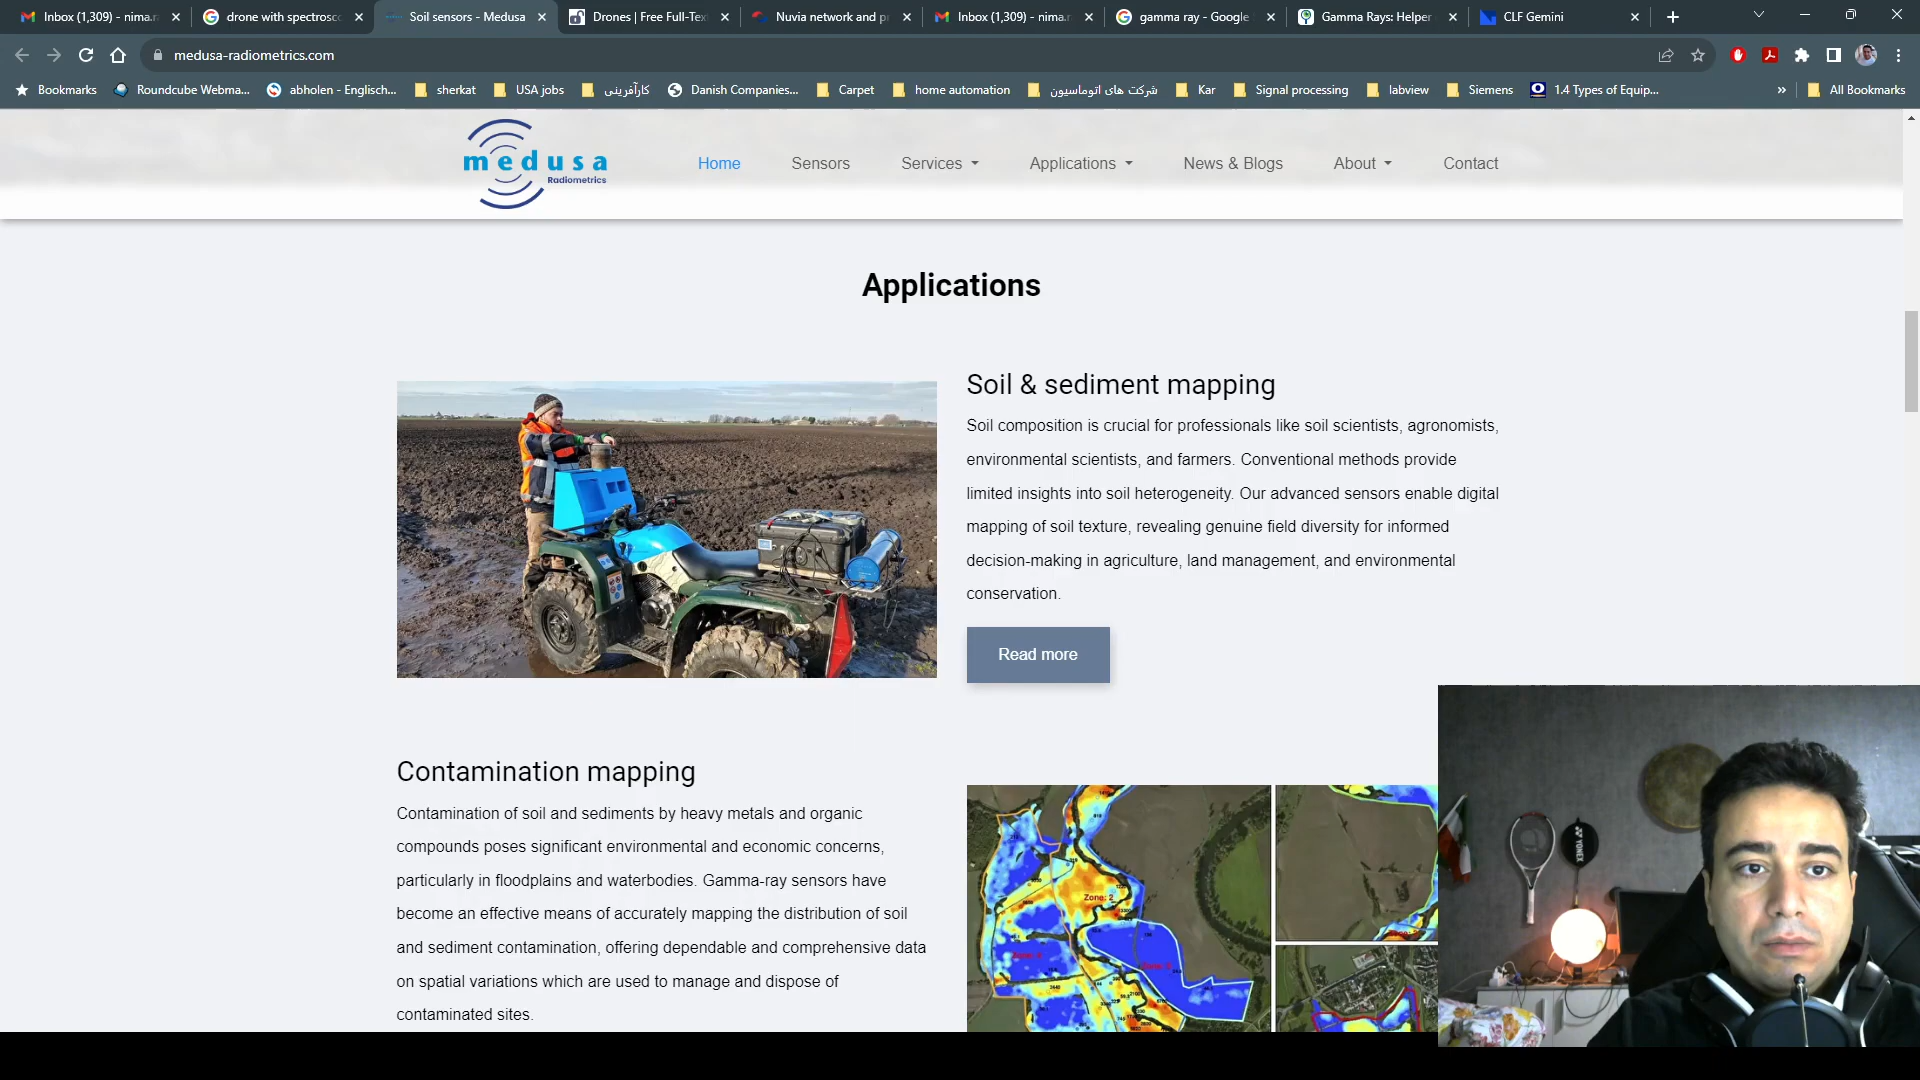 Inbox (1,309) - nima.r
drone with spectrosco
Soil sensors - Medusa
Drones | Free Full-Tex
Nuvia network and pr
Inbox (1,309) - nima.r
gamma ray - Google
Gamma Rays: Helper
CLF Gemini
medusa-radiometrics.com
Bookmarks
Roundcube Webma...
abholen - Englisch...
sherkat
USA jobs
کارآفرینی
Danish Companies...
Carpet
home automation
شرکت های اتوماسیون
Kar
Signal processing
labview
Siemens
1.4 Types of Equip...
»
All Bookmarks
medusa
Radiometrics
Home
Sensors
Services
Applications
News & Blogs
About
Contact
Applications
Soil & sediment mapping
Soil composition is crucial for professionals like soil scientists, agronomists,
environmental scientists, and farmers. Conventional methods provide
limited insights into soil heterogeneity. Our advanced sensors enable digital
mapping of soil texture, revealing genuine field diversity for informed
decision-making in agriculture, land management, and environmental
conservation.
Read more
Contamination mapping
Contamination of soil and sediments by heavy metals and organic
compounds poses significant environmental and economic concerns,
particularly in floodplains and waterbodies. Gamma-ray sensors have
become an effective means of accurately mapping the distribution of soil
and sediment contamination, offering dependable and comprehensive data
on spatial variations which are used to manage and dispose of
contaminated sites.
Zone: 2
YONEX